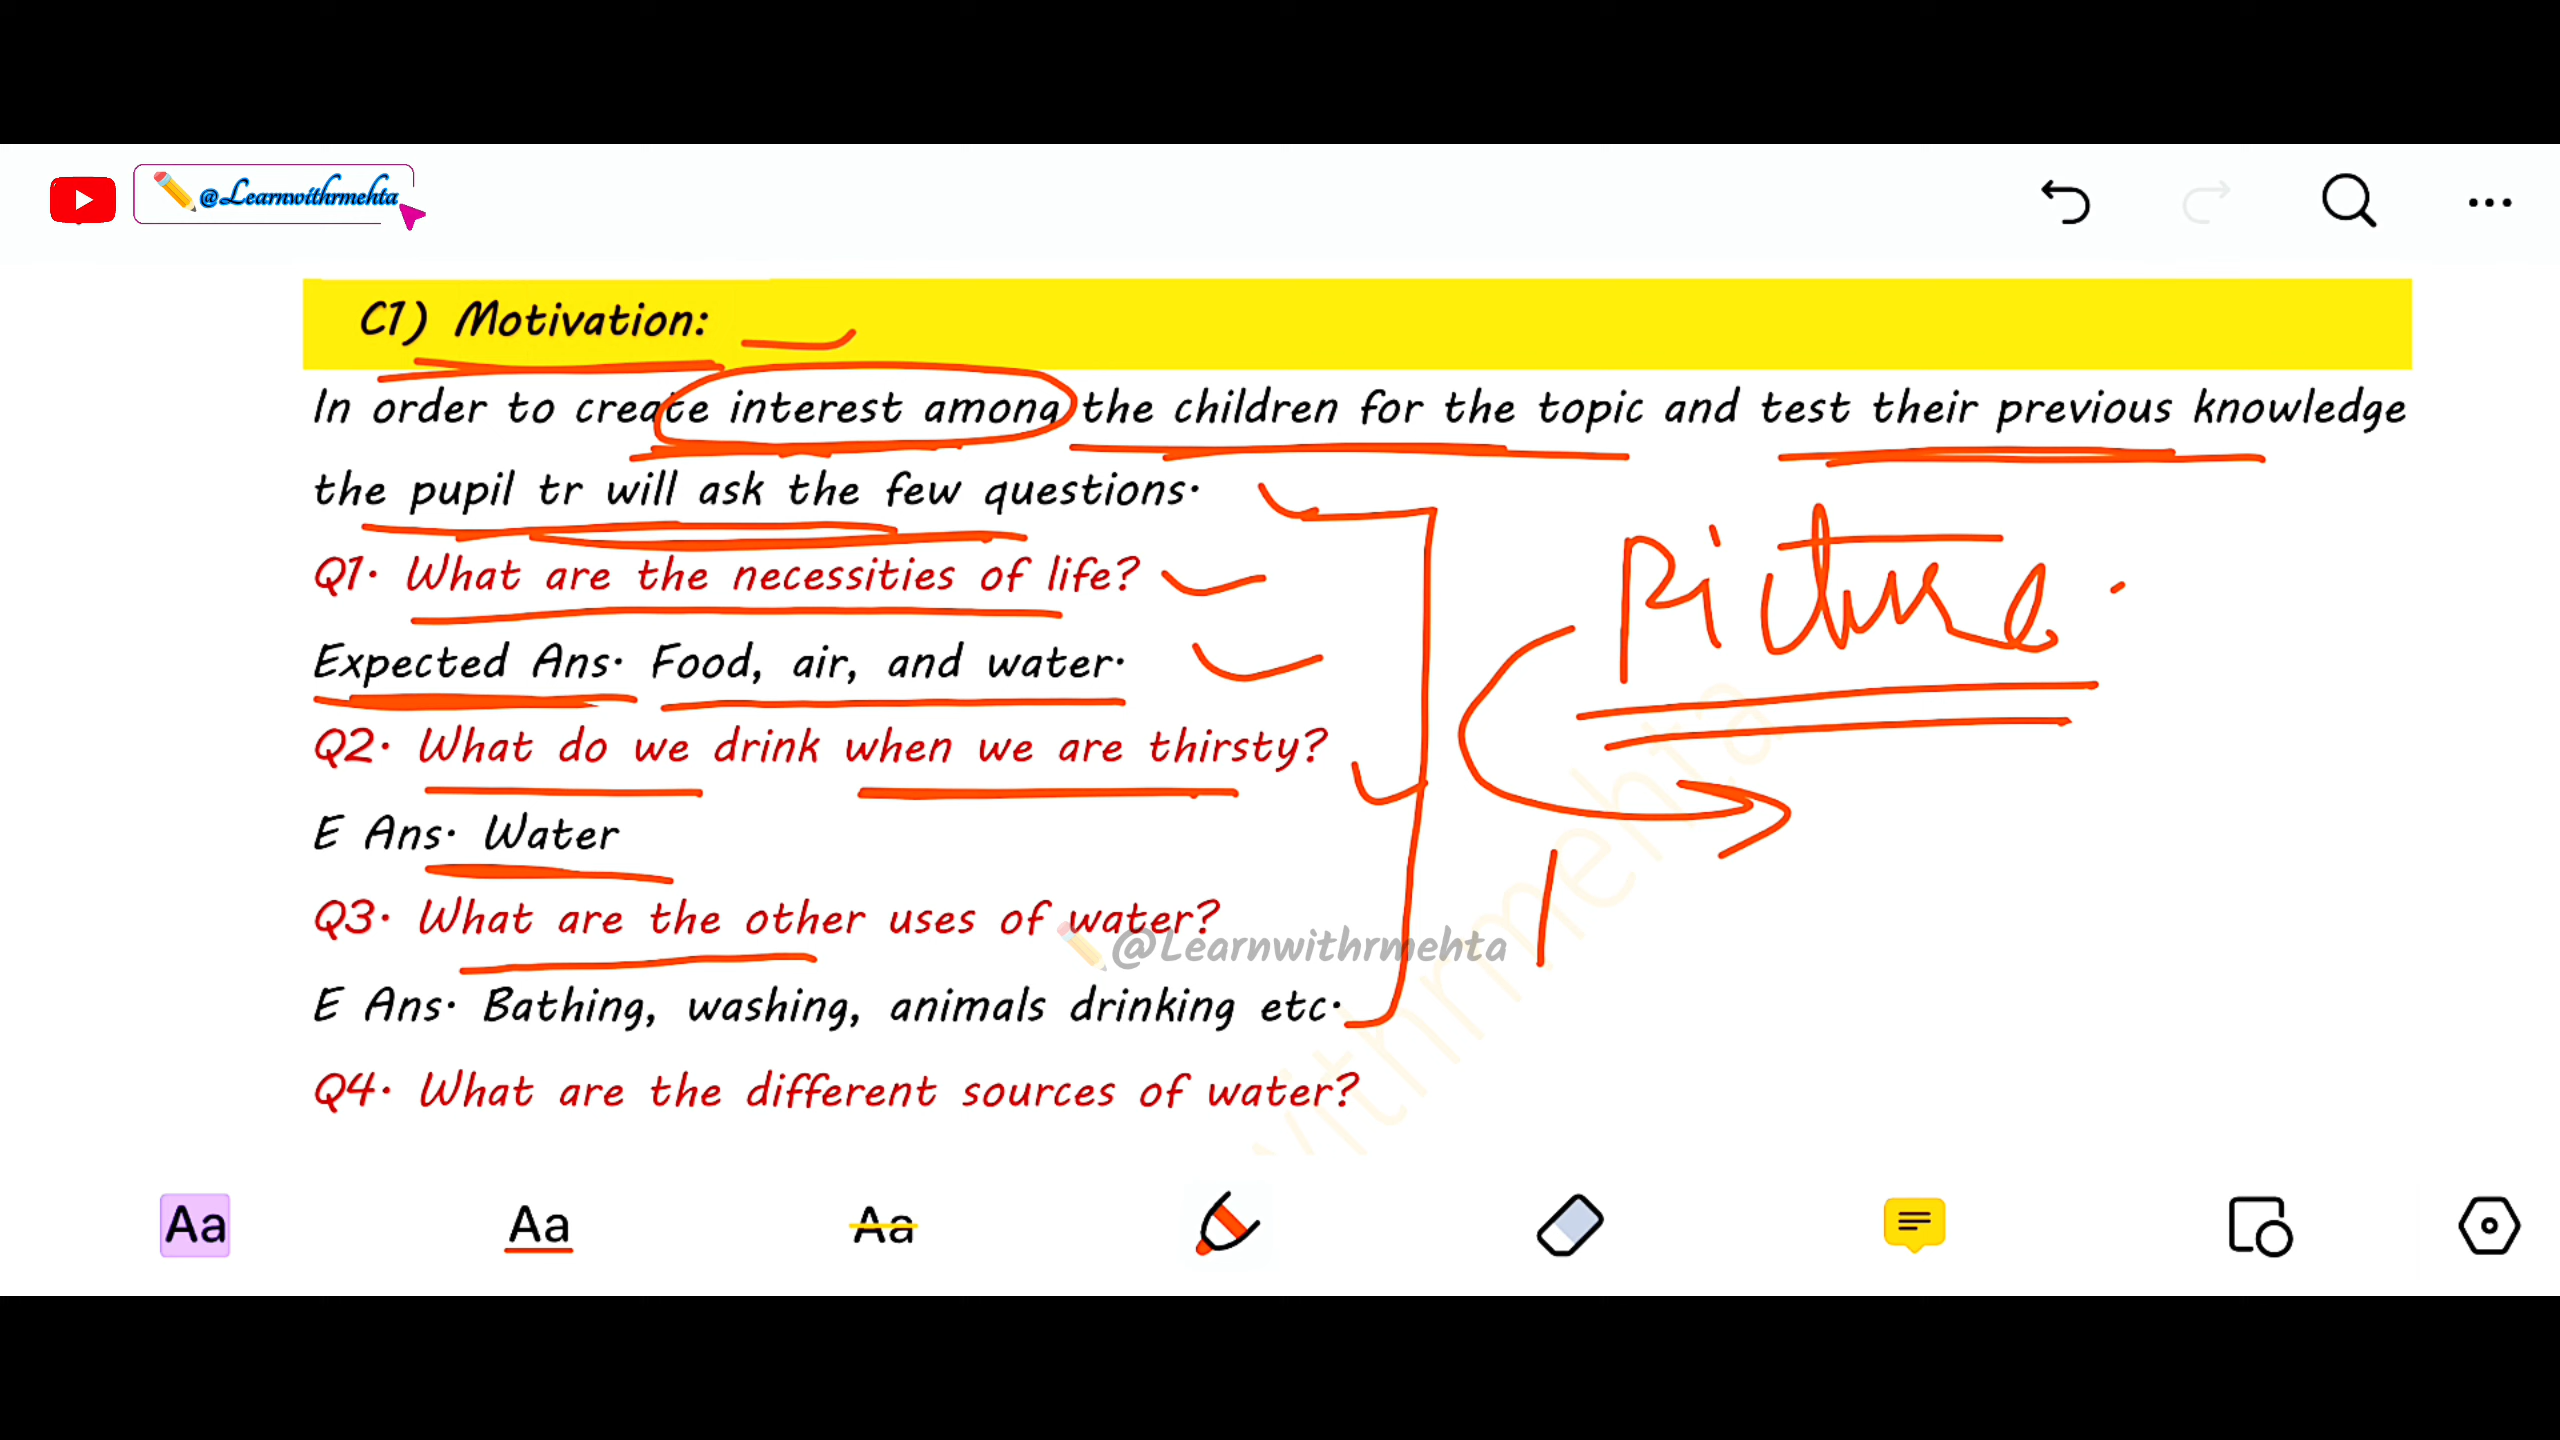 @Learnwithrmehta
C1) Motivation:
In order to create interest among the children for the topic and test their previous knowledge
the pupil tr will ask the few questions.
Q1. What are the necessities of life?
Picture.
Expected Ans. Food, air, and water.
Q2. What do we drink when we are thirsty?
E Ans. Water
Q3. What are the other uses of water?
@Learnwithrmehta
E Ans. Bathing, washing, animals drinking etc.
Q4. What are the different sources of water?
withrmehta
Aa Aa Aa